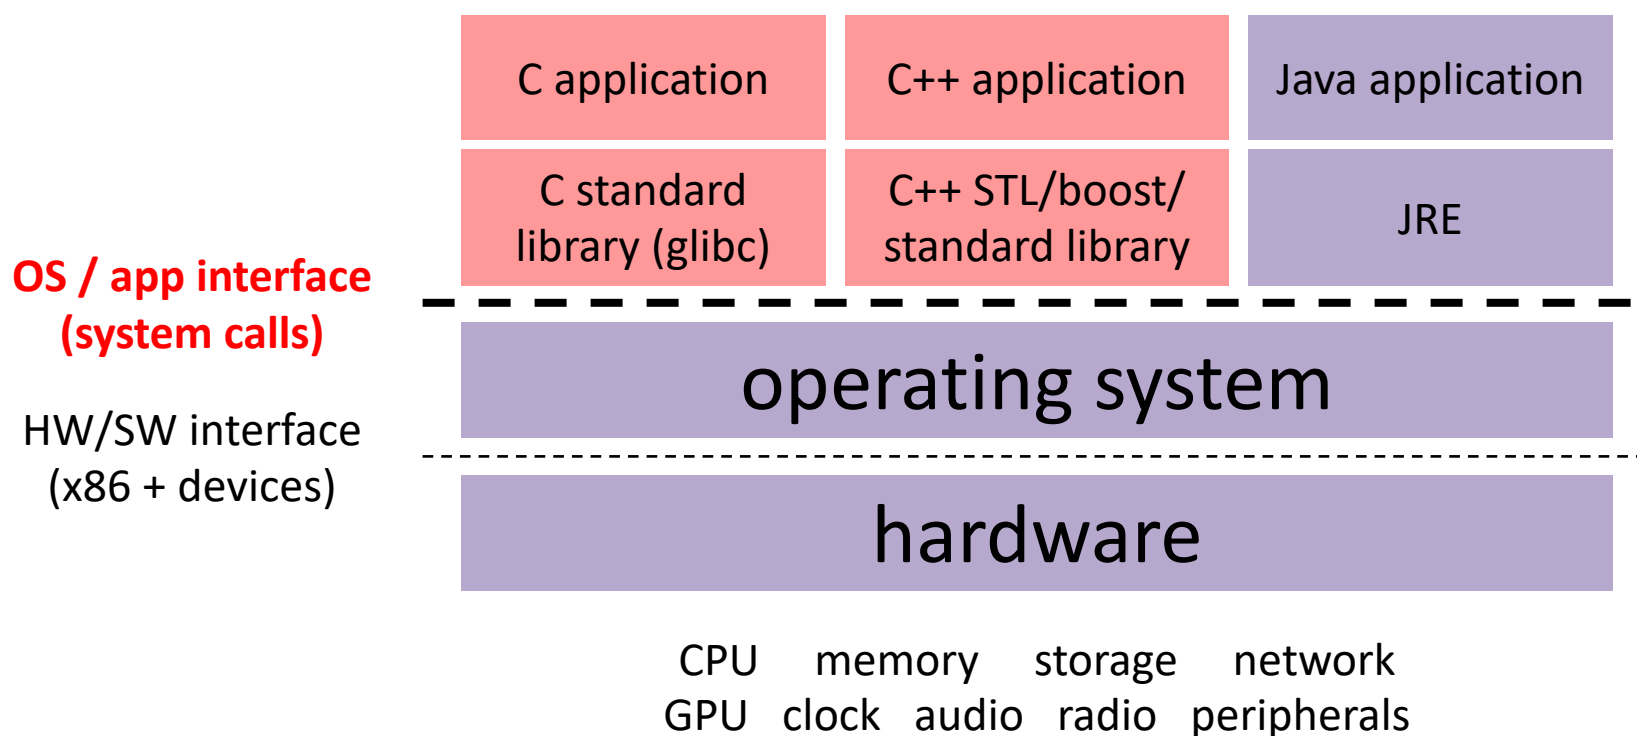 C application
C++ application
Java application
C standard
library (glibc)
C++ STL/boost/
standard library
JRE
OS / app interface
(system calls)
operating system
HW/SW interface
(x86 + devices)
hardware
CPU memory storage network
GPU clock audio radio peripherals